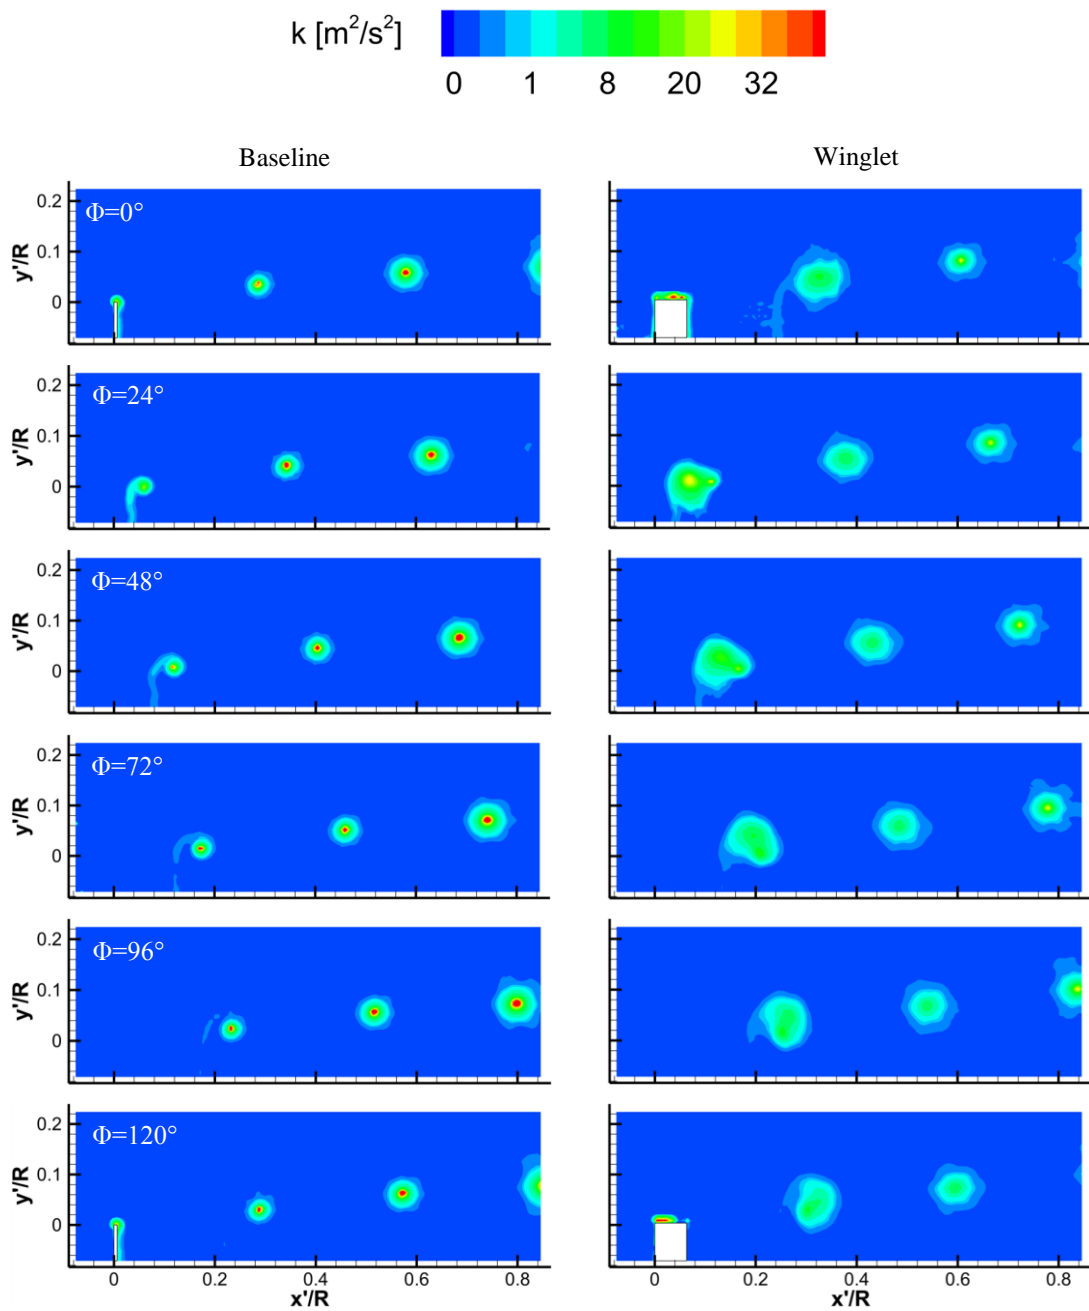 k [m²/s²]
0 1 8 20 32
Baseline Winglet
0.2
Φ=0°
y'/R
0.1
0
0.2
Φ=24°
y'/R
0.1
0
0.2
Φ=48°
y'/R
0.1
0
0.2
Φ=72°
y'/R
0.1
0
0.2
Φ=96°
y'/R
0.1
0
0.2
Φ=120°
y'/R
0.1
0
0 0.2 0.4 0.6 0.8 0 0.2 0.4 0.6 0.8
x'/R x'/R